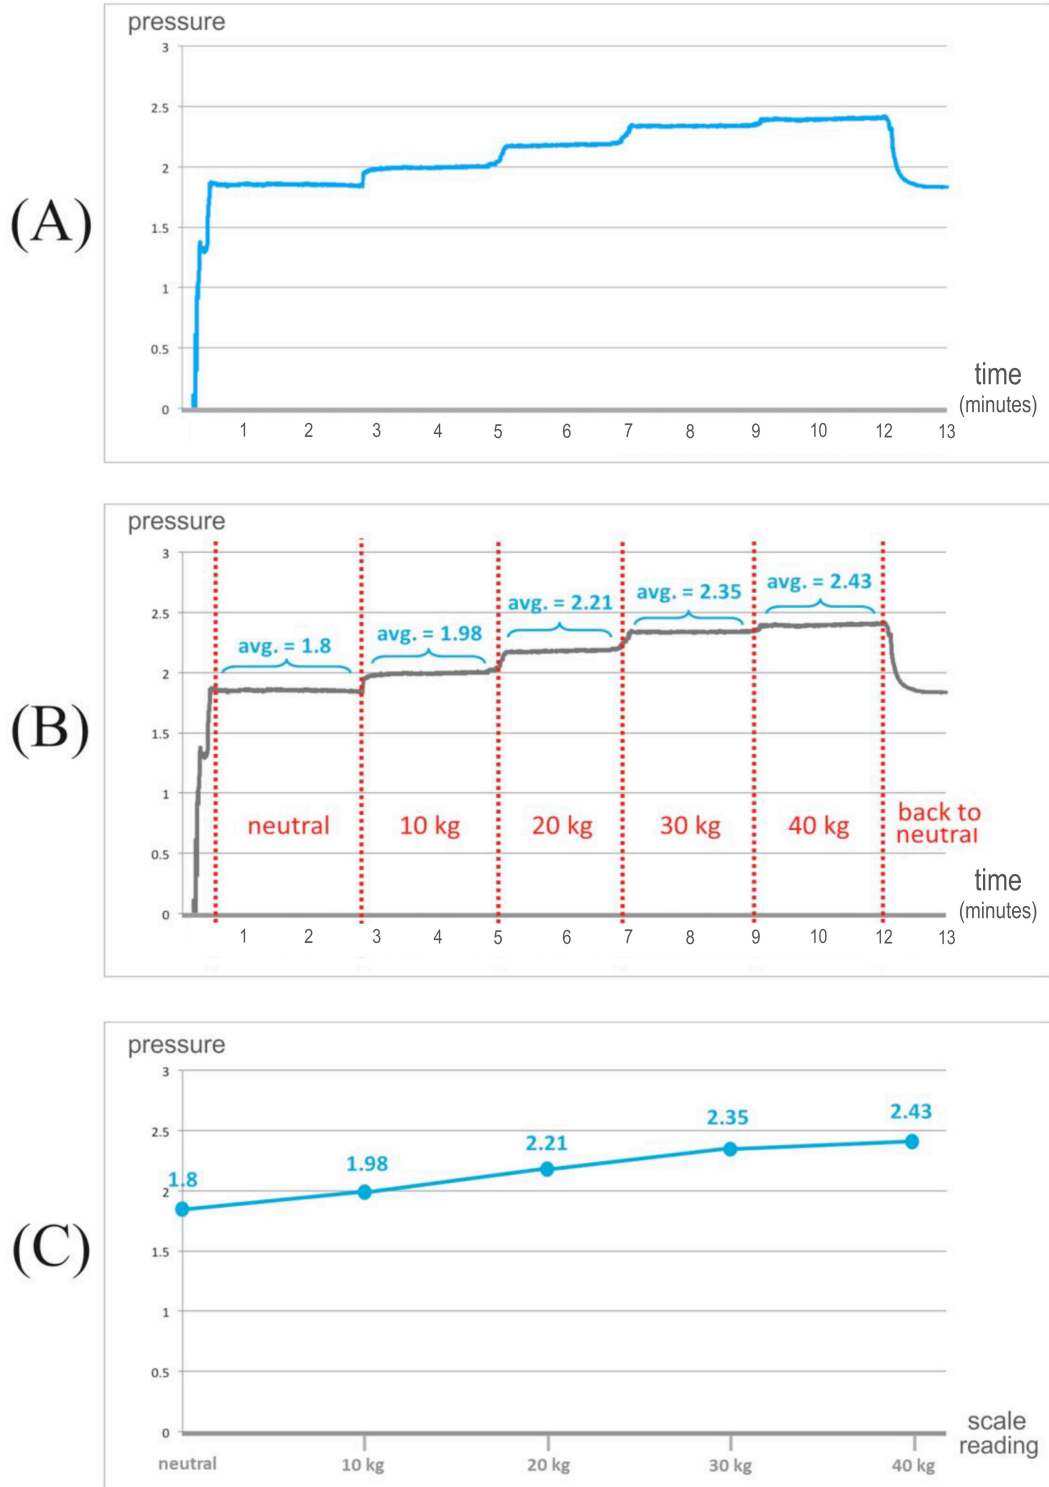 (A)
pressure
3
2.5
2
1.5
1
0.5
0
1 2 3 4 5 6 7 8 9 10 12 13
time
(minutes)
(B)
pressure
3
2.5
2
1.5
1
0.5
0
avg. = 1.8
avg. = 1.98
avg. = 2.21
avg. = 2.35
avg. = 2.43
neutral
10 kg
20 kg
30 kg
40 kg
back to
neutral
1 2 3 4 5 6 7 8 9 10 12 13
time
(minutes)
(C)
pressure
3
2.5
2
1.5
1
0.5
0
1.8
1.98
2.21
2.35
2.43
neutral 10 kg 20 kg 30 kg 40 kg
scale
reading